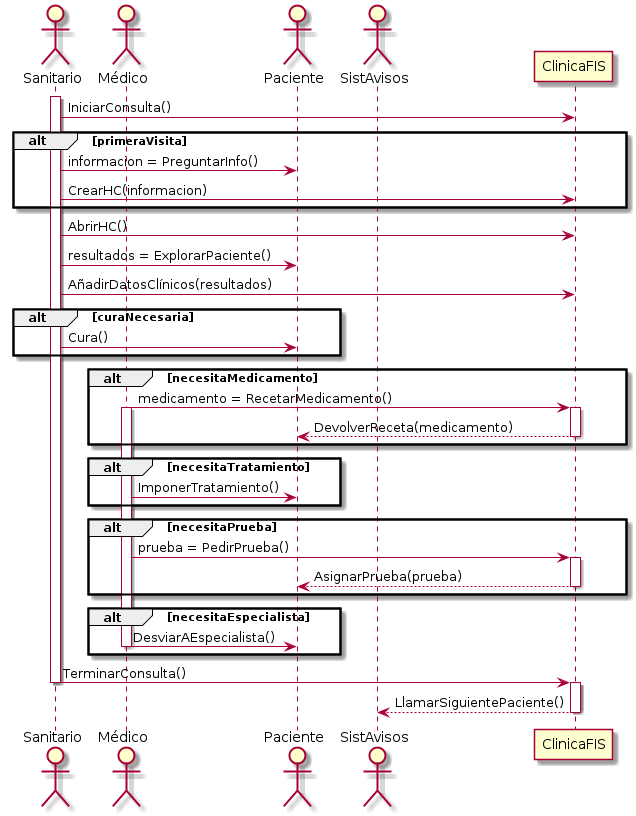 Sanitario Médico Paciente SistAvisos ClinicaFIS
IniciarConsulta()
alt [primeraVisita]
informacion = PreguntarInfo()
CrearHC(informacion)
AbrirHC()
resultados = ExplorarPaciente()
AñadirDatosClínicos(resultados)
alt [curaNecesaria]
Cura()
alt [necesitaMedicamento]
medicamento = RecetarMedicamento()
DevolverReceta(medicamento)
alt [necesitaTratamiento]
ImponerTratamiento()
alt [necesitaPrueba]
prueba = PedirPrueba()
AsignarPrueba(prueba)
alt [necesitaEspecialista]
DesviarAEspecialista()
TerminarConsulta()
LlamarSiguientePaciente()
Sanitario Médico Paciente SistAvisos ClinicaFIS